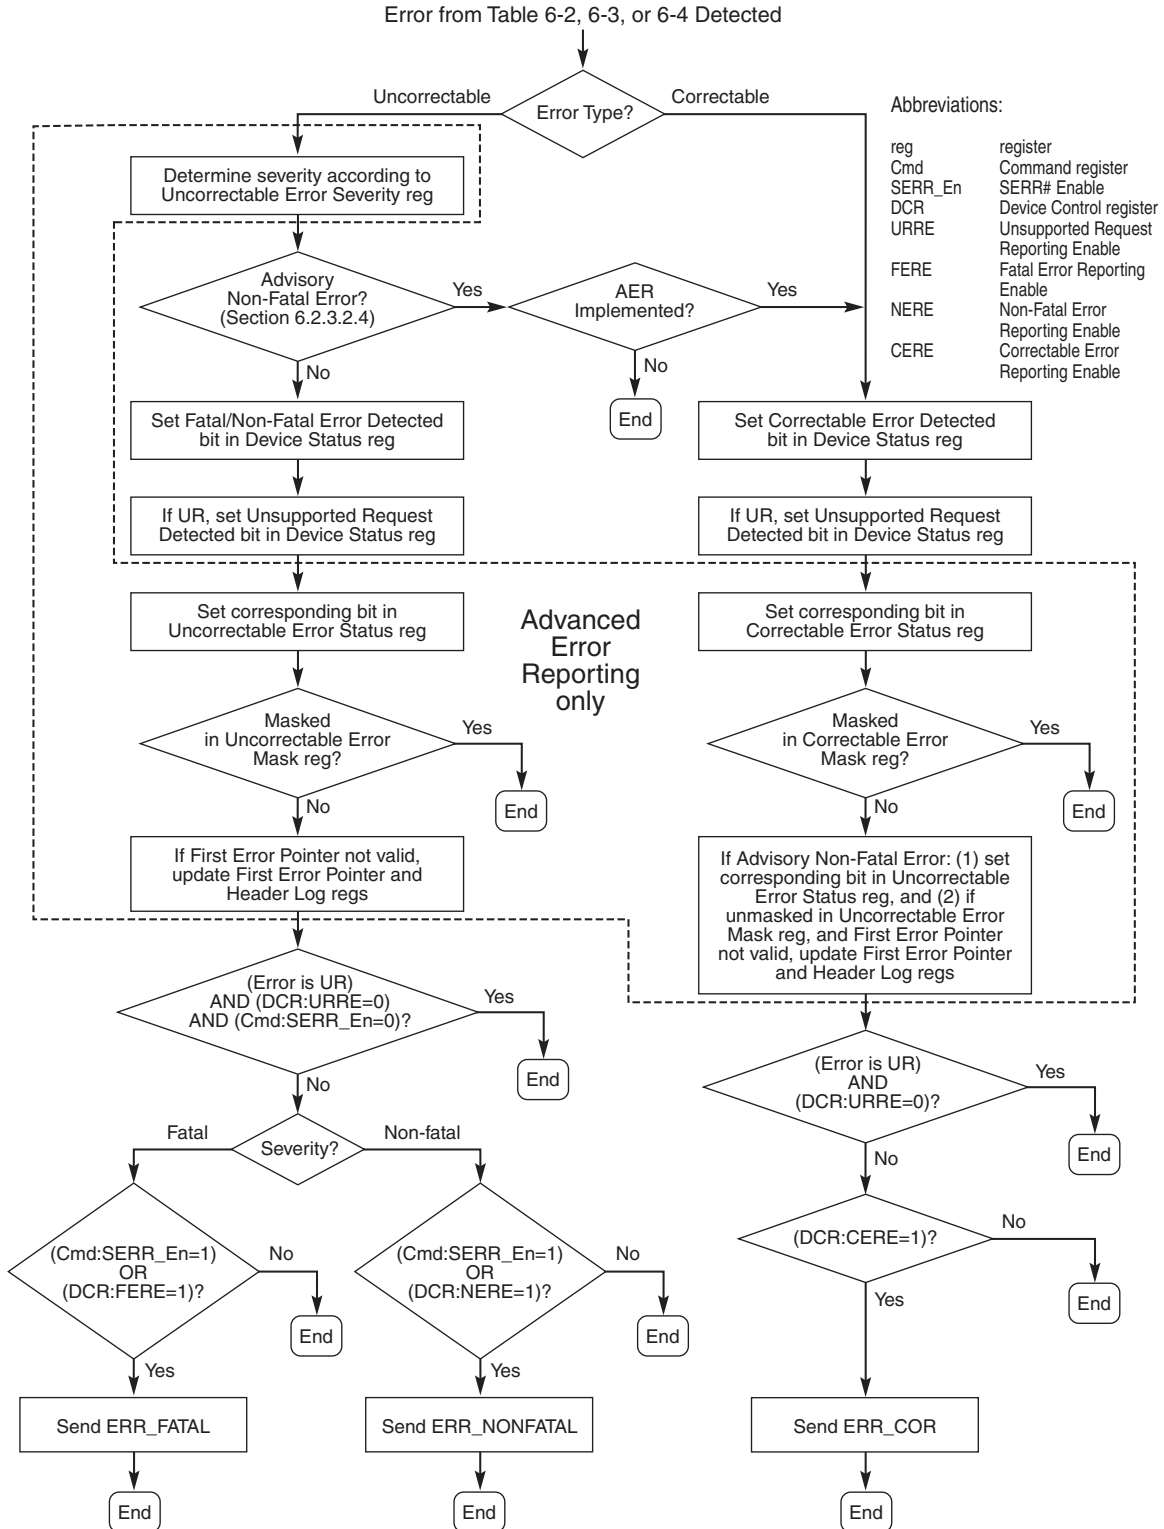 Error from Table 6-2, 6-3, or 6-4 Detected
Error Type?
Uncorrectable
Correctable
Abbreviations:
reg register
Cmd Command register
SERR_En SERR# Enable
DCR Device Control register
URRE Unsupported Request
Reporting Enable
FERE Fatal Error Reporting
Enable
NERE Non-Fatal Error
Reporting Enable
CERE Correctable Error
Reporting Enable
Determine severity according to
Uncorrectable Error Severity reg
Advisory
Non-Fatal Error?
(Section 6.2.3.2.4)
Yes
No
AER
Implemented?
Yes
No
End
Set Fatal/Non-Fatal Error Detected
bit in Device Status reg
Set Correctable Error Detected
bit in Device Status reg
If UR, set Unsupported Request
Detected bit in Device Status reg
If UR, set Unsupported Request
Detected bit in Device Status reg
Set corresponding bit in
Uncorrectable Error Status reg
Advanced
Error
Reporting
only
Set corresponding bit in
Correctable Error Status reg
Masked
in Uncorrectable Error
Mask reg?
Yes
End
No
Masked
in Correctable Error
Mask reg?
Yes
End
No
If First Error Pointer not valid,
update First Error Pointer and
Header Log regs
If Advisory Non-Fatal Error: (1) set
corresponding bit in Uncorrectable
Error Status reg, and (2) if
unmasked in Uncorrectable Error
Mask reg, and First Error Pointer
not valid, update First Error Pointer
and Header Log regs
(Error is UR)
AND (DCR:URRE=0)
AND (Cmd:SERR_En=0)?
Yes
End
No
(Error is UR)
AND
(DCR:URRE=0)?
Yes
End
No
Severity?
Fatal
Non-fatal
(Cmd:SERR_En=1)
OR
(DCR:FERE=1)?
No
End
Yes
(Cmd:SERR_En=1)
OR
(DCR:NERE=1)?
No
End
Yes
(DCR:CERE=1)?
No
End
Yes
Send ERR_FATAL
Send ERR_NONFATAL
Send ERR_COR
End
End
End